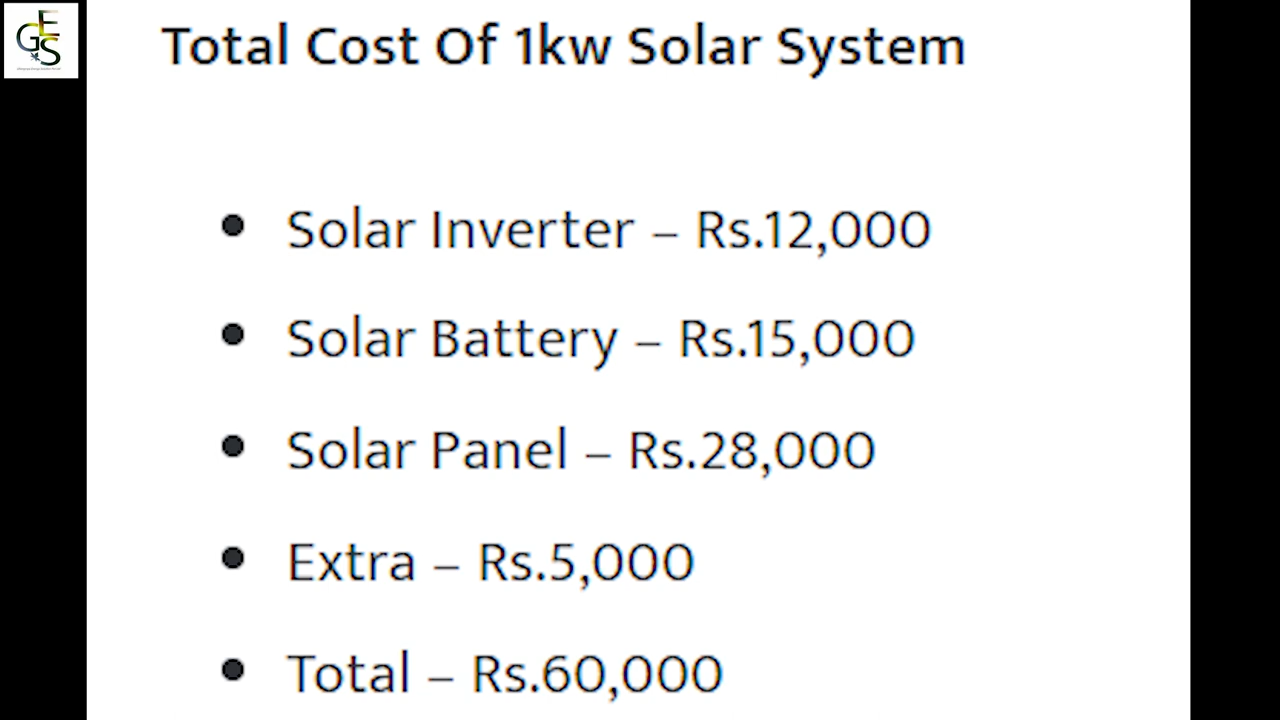 GES
Total Cost Of 1kw Solar System
Solar Inverter – Rs.12,000
Solar Battery – Rs.15,000
Solar Panel – Rs.28,000
Extra – Rs.5,000
Total – Rs.60,000